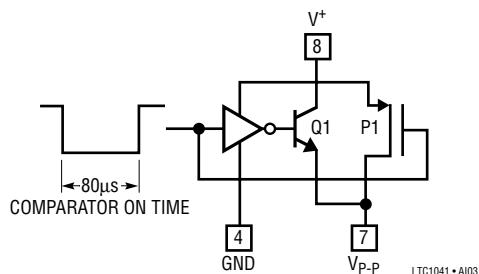 V+
8
Q1
P1
80µs
COMPARATOR ON TIME
4
7
GND
VP-P
LTC1041 • AI03